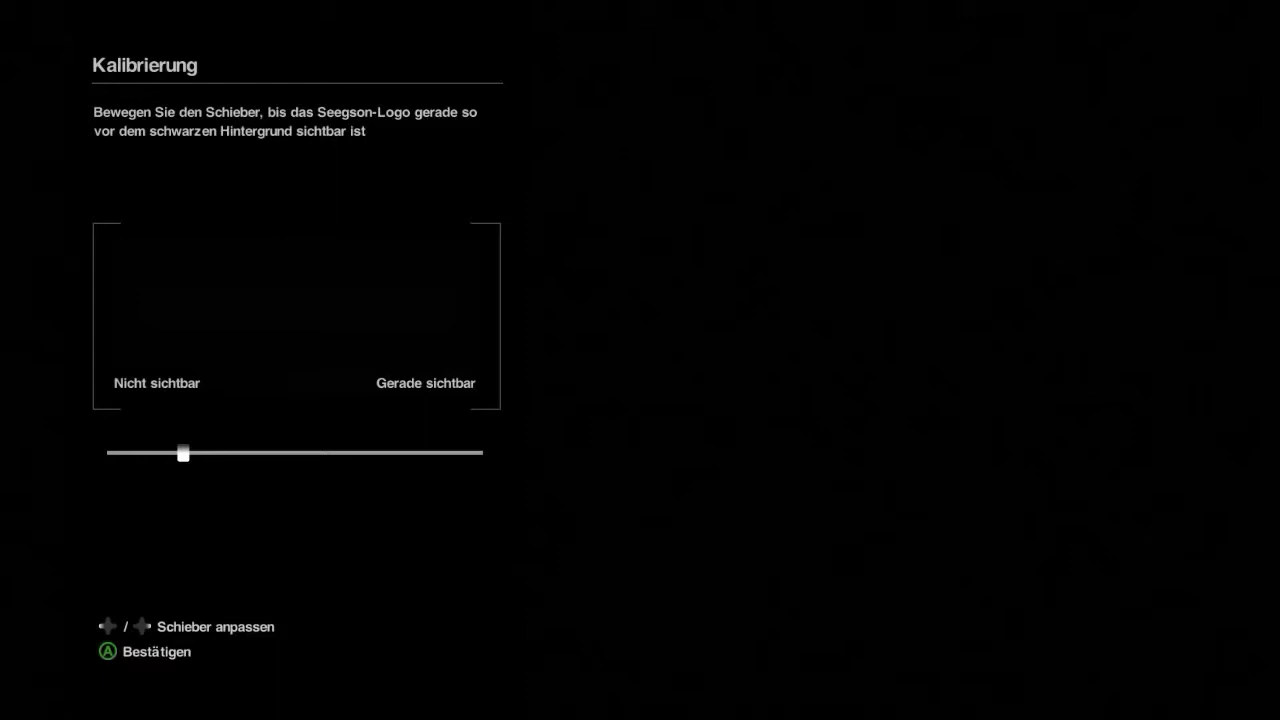 Kalibrierung
Bewegen Sie den Schieber, bis das Seegson-Logo gerade so
vor dem schwarzen Hintergrund sichtbar ist
Nicht sichtbar
Gerade sichtbar
/ Schieber anpassen
A Bestätigen